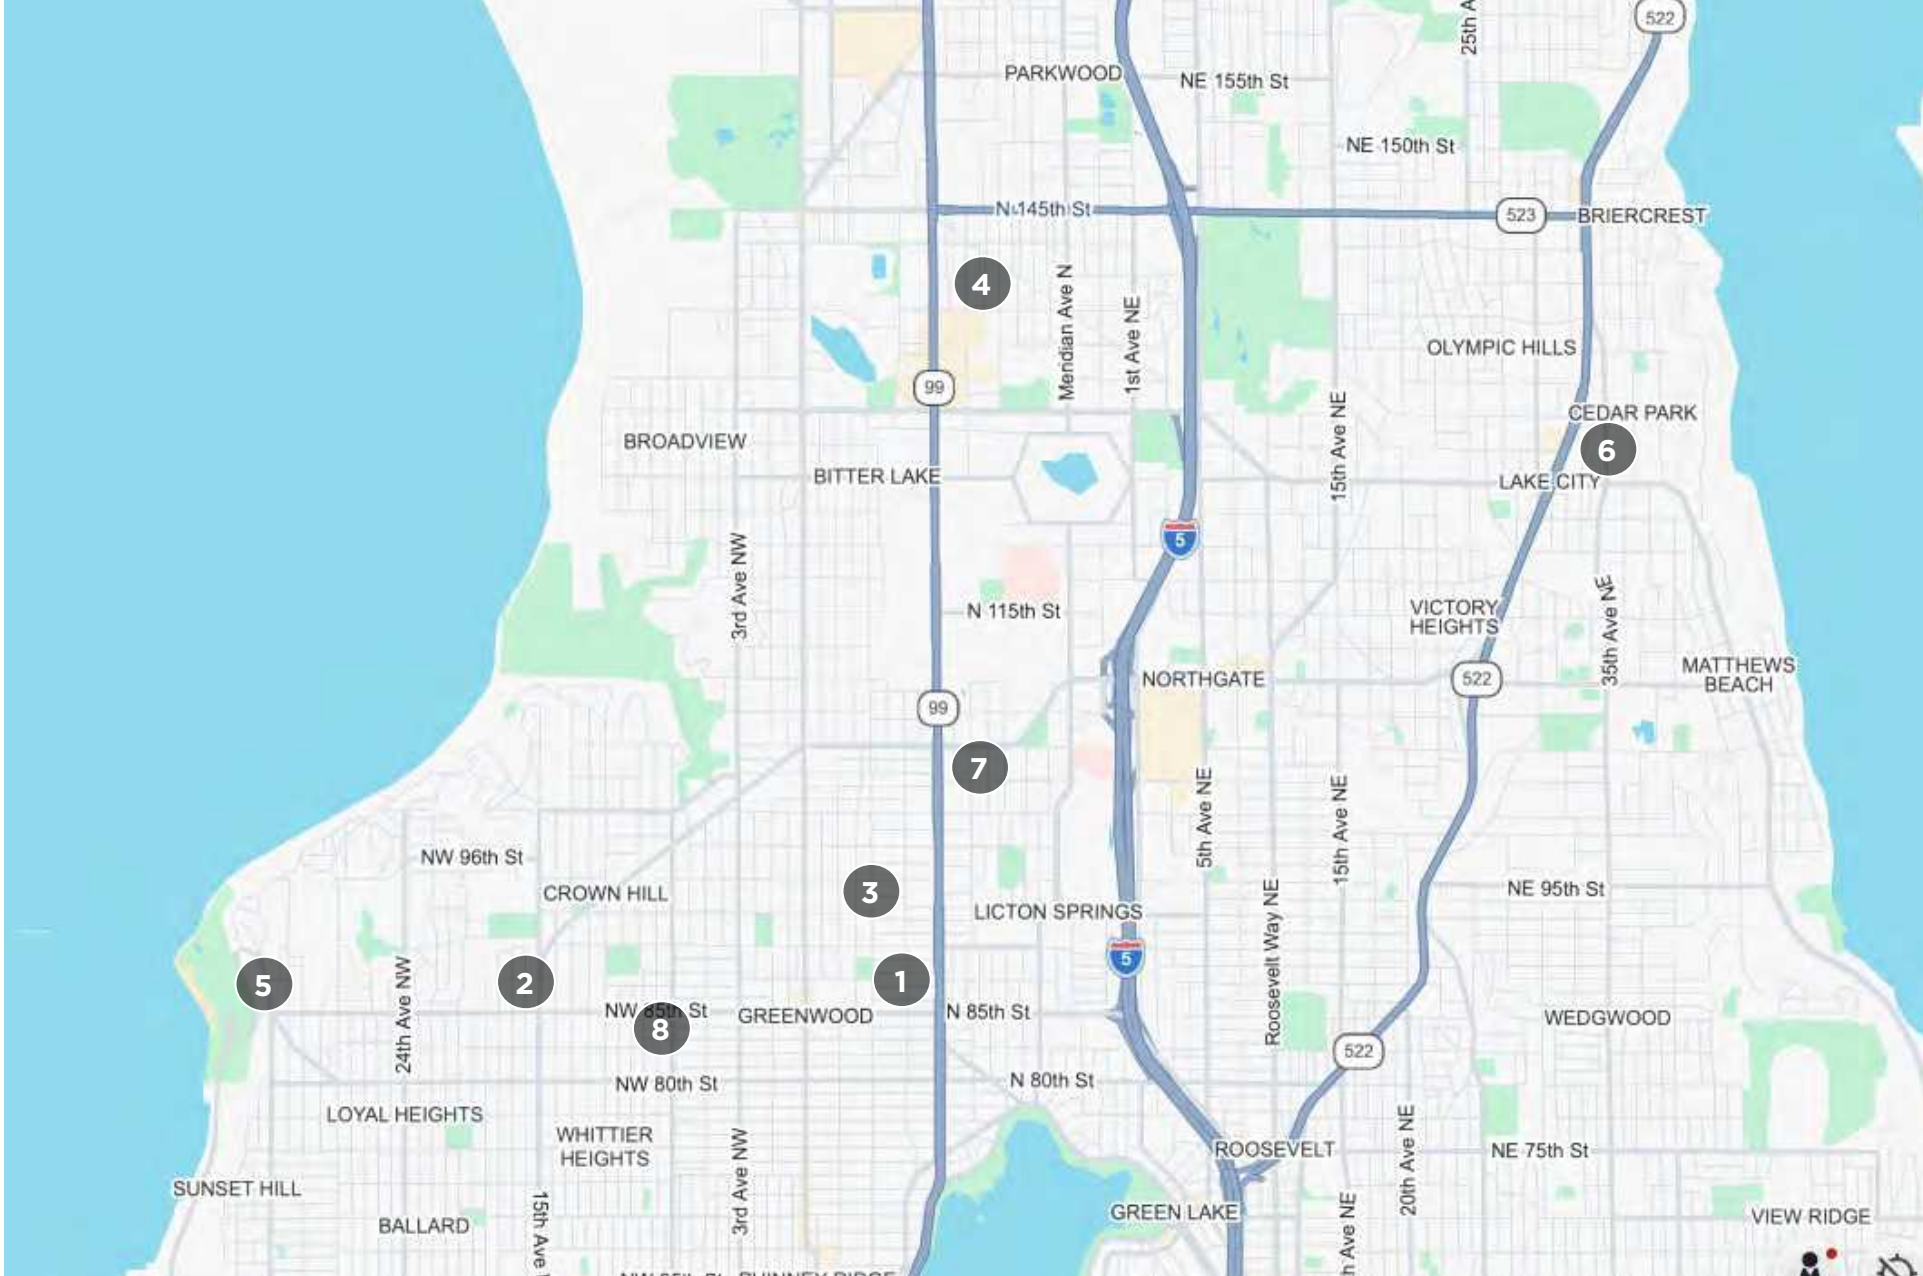 522
25th A
PARKWOOD
NE 155th St
NE 150th St
N 145th St
523
BRIERCREST
4
Meridian Ave N
1st Ave NE
OLYMPIC HILLS
99
15th Ave NE
CEDAR PARK
BROADVIEW
6
BITTER LAKE
LAKE CITY
5
3rd Ave NW
N 115th St
VICTORY
HEIGHTS
35th Ave NE
NORTHGATE
522
MATTHEWS
BEACH
99
7
5th Ave NE
15th Ave NE
NW 96th St
CROWN HILL
3
NE 95th St
LICTON SPRINGS
Roosevelt Way NE
5
5
2
1
24th Ave NW
NW 85th St
8
GREENWOOD
N 85th St
WEDGWOOD
522
NW 80th St
N 80th St
LOYAL HEIGHTS
WHITTIER
HEIGHTS
3rd Ave NW
20th Ave NE
ROOSEVELT
NE 75th St
SUNSET HILL
BALLARD
15th Ave
GREEN LAKE
h Ave NE
VIEW RIDGE